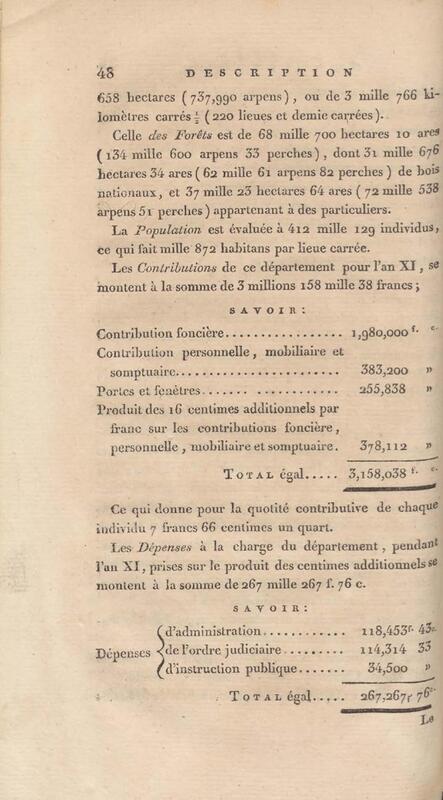 48 DESCRIPTION
658 hectares (737,990 arpens), ou de 3 mille 766 ki-
lomètres carrés ½ (220 lieues et demie carrées).
Celle des Forêts est de 68 mille 700 hectares 10 ares
(134 mille 600 arpens 33 perches), dont 31 mille 676
hectares 34 ares (62 mille 61 arpens 82 perches) de bois
nationaux, et 37 mille 23 hectares 64 ares (72 mille 538
arpens 51 perches) appartenant à des particuliers.
La Population est évaluée à 412 mille 129 individus,
ce qui fait mille 872 habitans par lieue carrée.
Les Contributions de ce département pour l'an XI, se
montent à la somme de 3 millions 158 mille 38 francs;
SAVOIR:
Contribution foncière................. 1,980,000 f. c.
Contribution personnelle, mobiliaire et
somptuaire........................ 383,200 »
Portes et fenêtres..................... 255,838 »
Produit des 16 centimes additionnels par
franc sur les contributions foncière,
personnelle, mobiliaire et somptuaire. 378,112 »
TOTAL égal..... 3,158,038 f. c.
Ce qui donne pour la quotité contributive de chaque
individu 7 francs 66 centimes un quart.
Les Dépenses à la charge du département, pendant
l'an XI, prises sur le produit des centimes additionnels se
montent à la somme de 267 mille 267 f. 76 c.
SAVOIR:
d'administration............ 118,453f. 43c.
Dépenses de l'ordre judiciaire......... 114,314 33
d'instruction publique....... 34,500 »
TOTAL égal..... 267,267f 76c.
Le